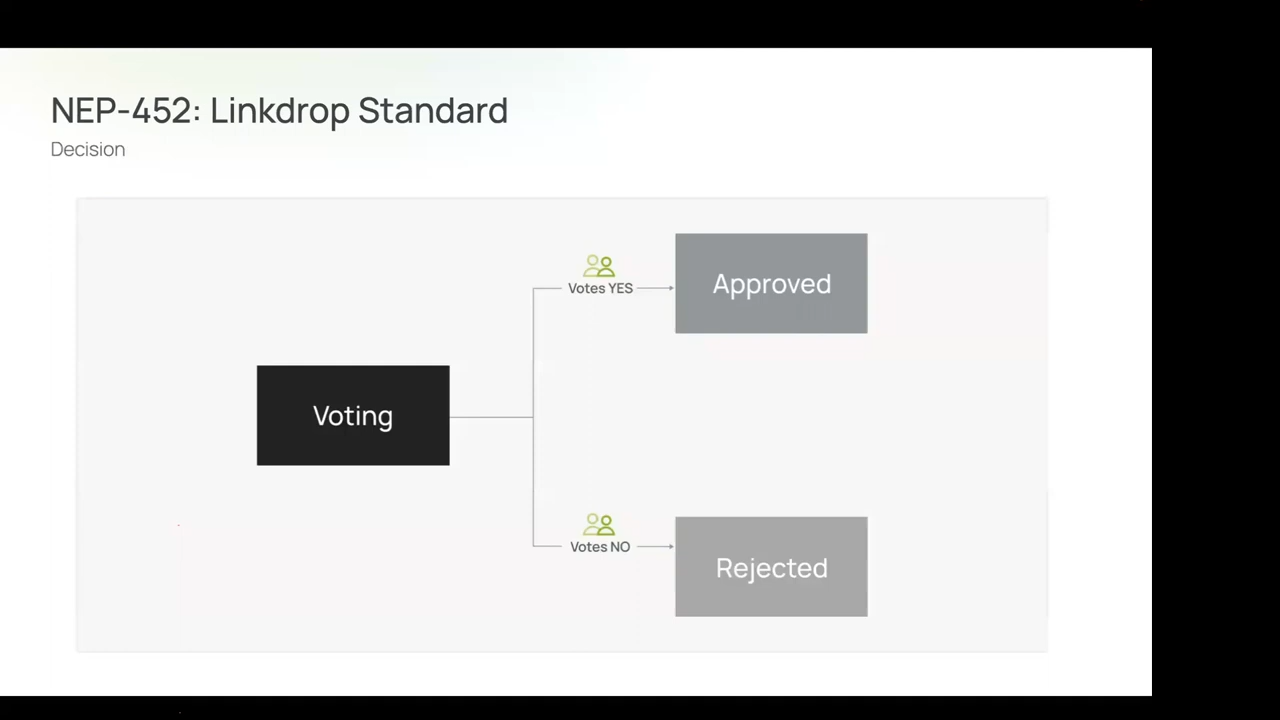 NEP-452: Linkdrop Standard
Decision
Votes YES
Approved
Voting
Votes NO
Rejected